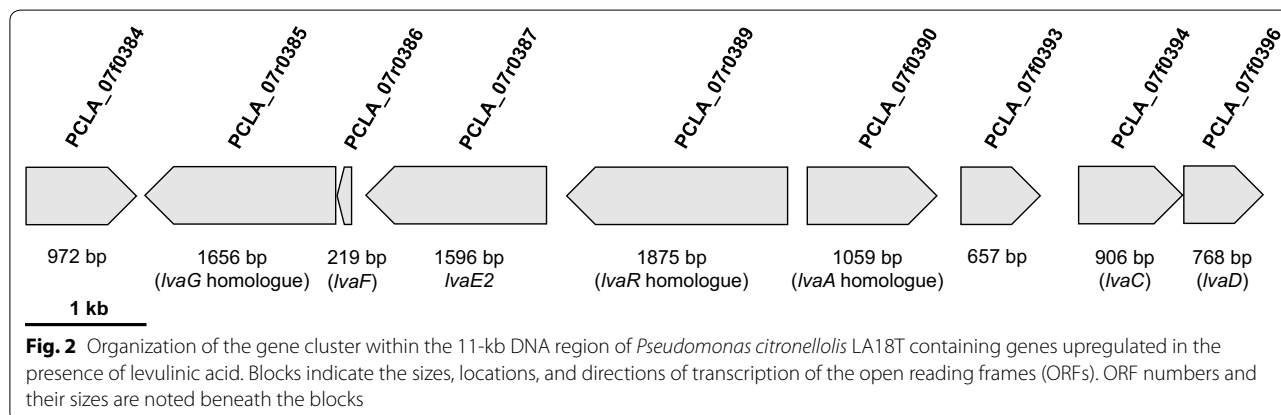 PCLA_07f0384
PCLA_07r0385
PCLA_07r0386
PCLA_07r0387
PCLA_07r0389
PCLA_07f0390
PCLA_07f0393
PCLA_07f0394
PCLA_07f0396
972 bp 1656 bp 219 bp 1596 bp 1875 bp 1059 bp 657 bp 906 bp 768 bp
(lvaG homologue) (lvaF) lvaE2 (lvaR homologue) (lvaA homologue) (lvaC) (lvaD)
1 kb
Fig. 2 Organization of the gene cluster within the 11-kb DNA region of Pseudomonas citronellolis LA18T containing genes upregulated in the
presence of levulinic acid. Blocks indicate the sizes, locations, and directions of transcription of the open reading frames (ORFs). ORF numbers and
their sizes are noted beneath the blocks